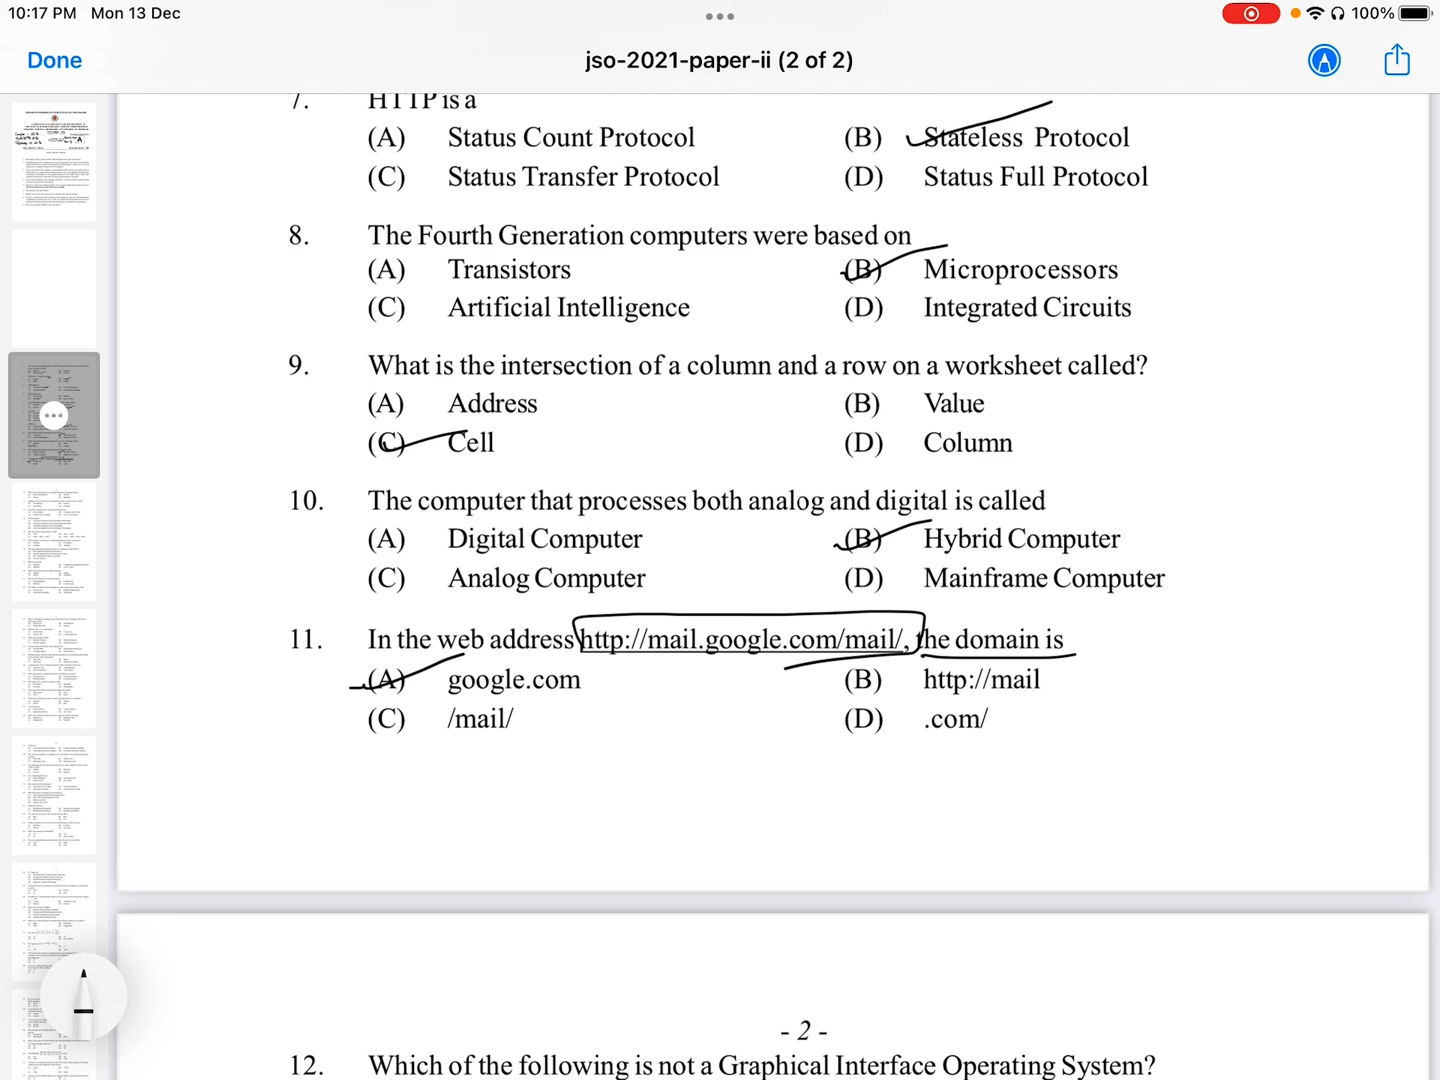 10:17 PM Mon 13 Dec
100%
Done
jso-2021-paper-ii (2 of 2)
7. HTTP is a
(A) Status Count Protocol (B) Stateless Protocol
(C) Status Transfer Protocol (D) Status Full Protocol
8. The Fourth Generation computers were based on
(A) Transistors (B) Microprocessors
(C) Artificial Intelligence (D) Integrated Circuits
9. What is the intersection of a column and a row on a worksheet called?
(A) Address (B) Value
(C) Cell (D) Column
10. The computer that processes both analog and digital is called
(A) Digital Computer (B) Hybrid Computer
(C) Analog Computer (D) Mainframe Computer
11. In the web address http://mail.google.com/mail/, the domain is
(A) google.com (B) http://mail
(C) /mail/ (D) .com/
- 2 -
12. Which of the following is not a Graphical Interface Operating System?